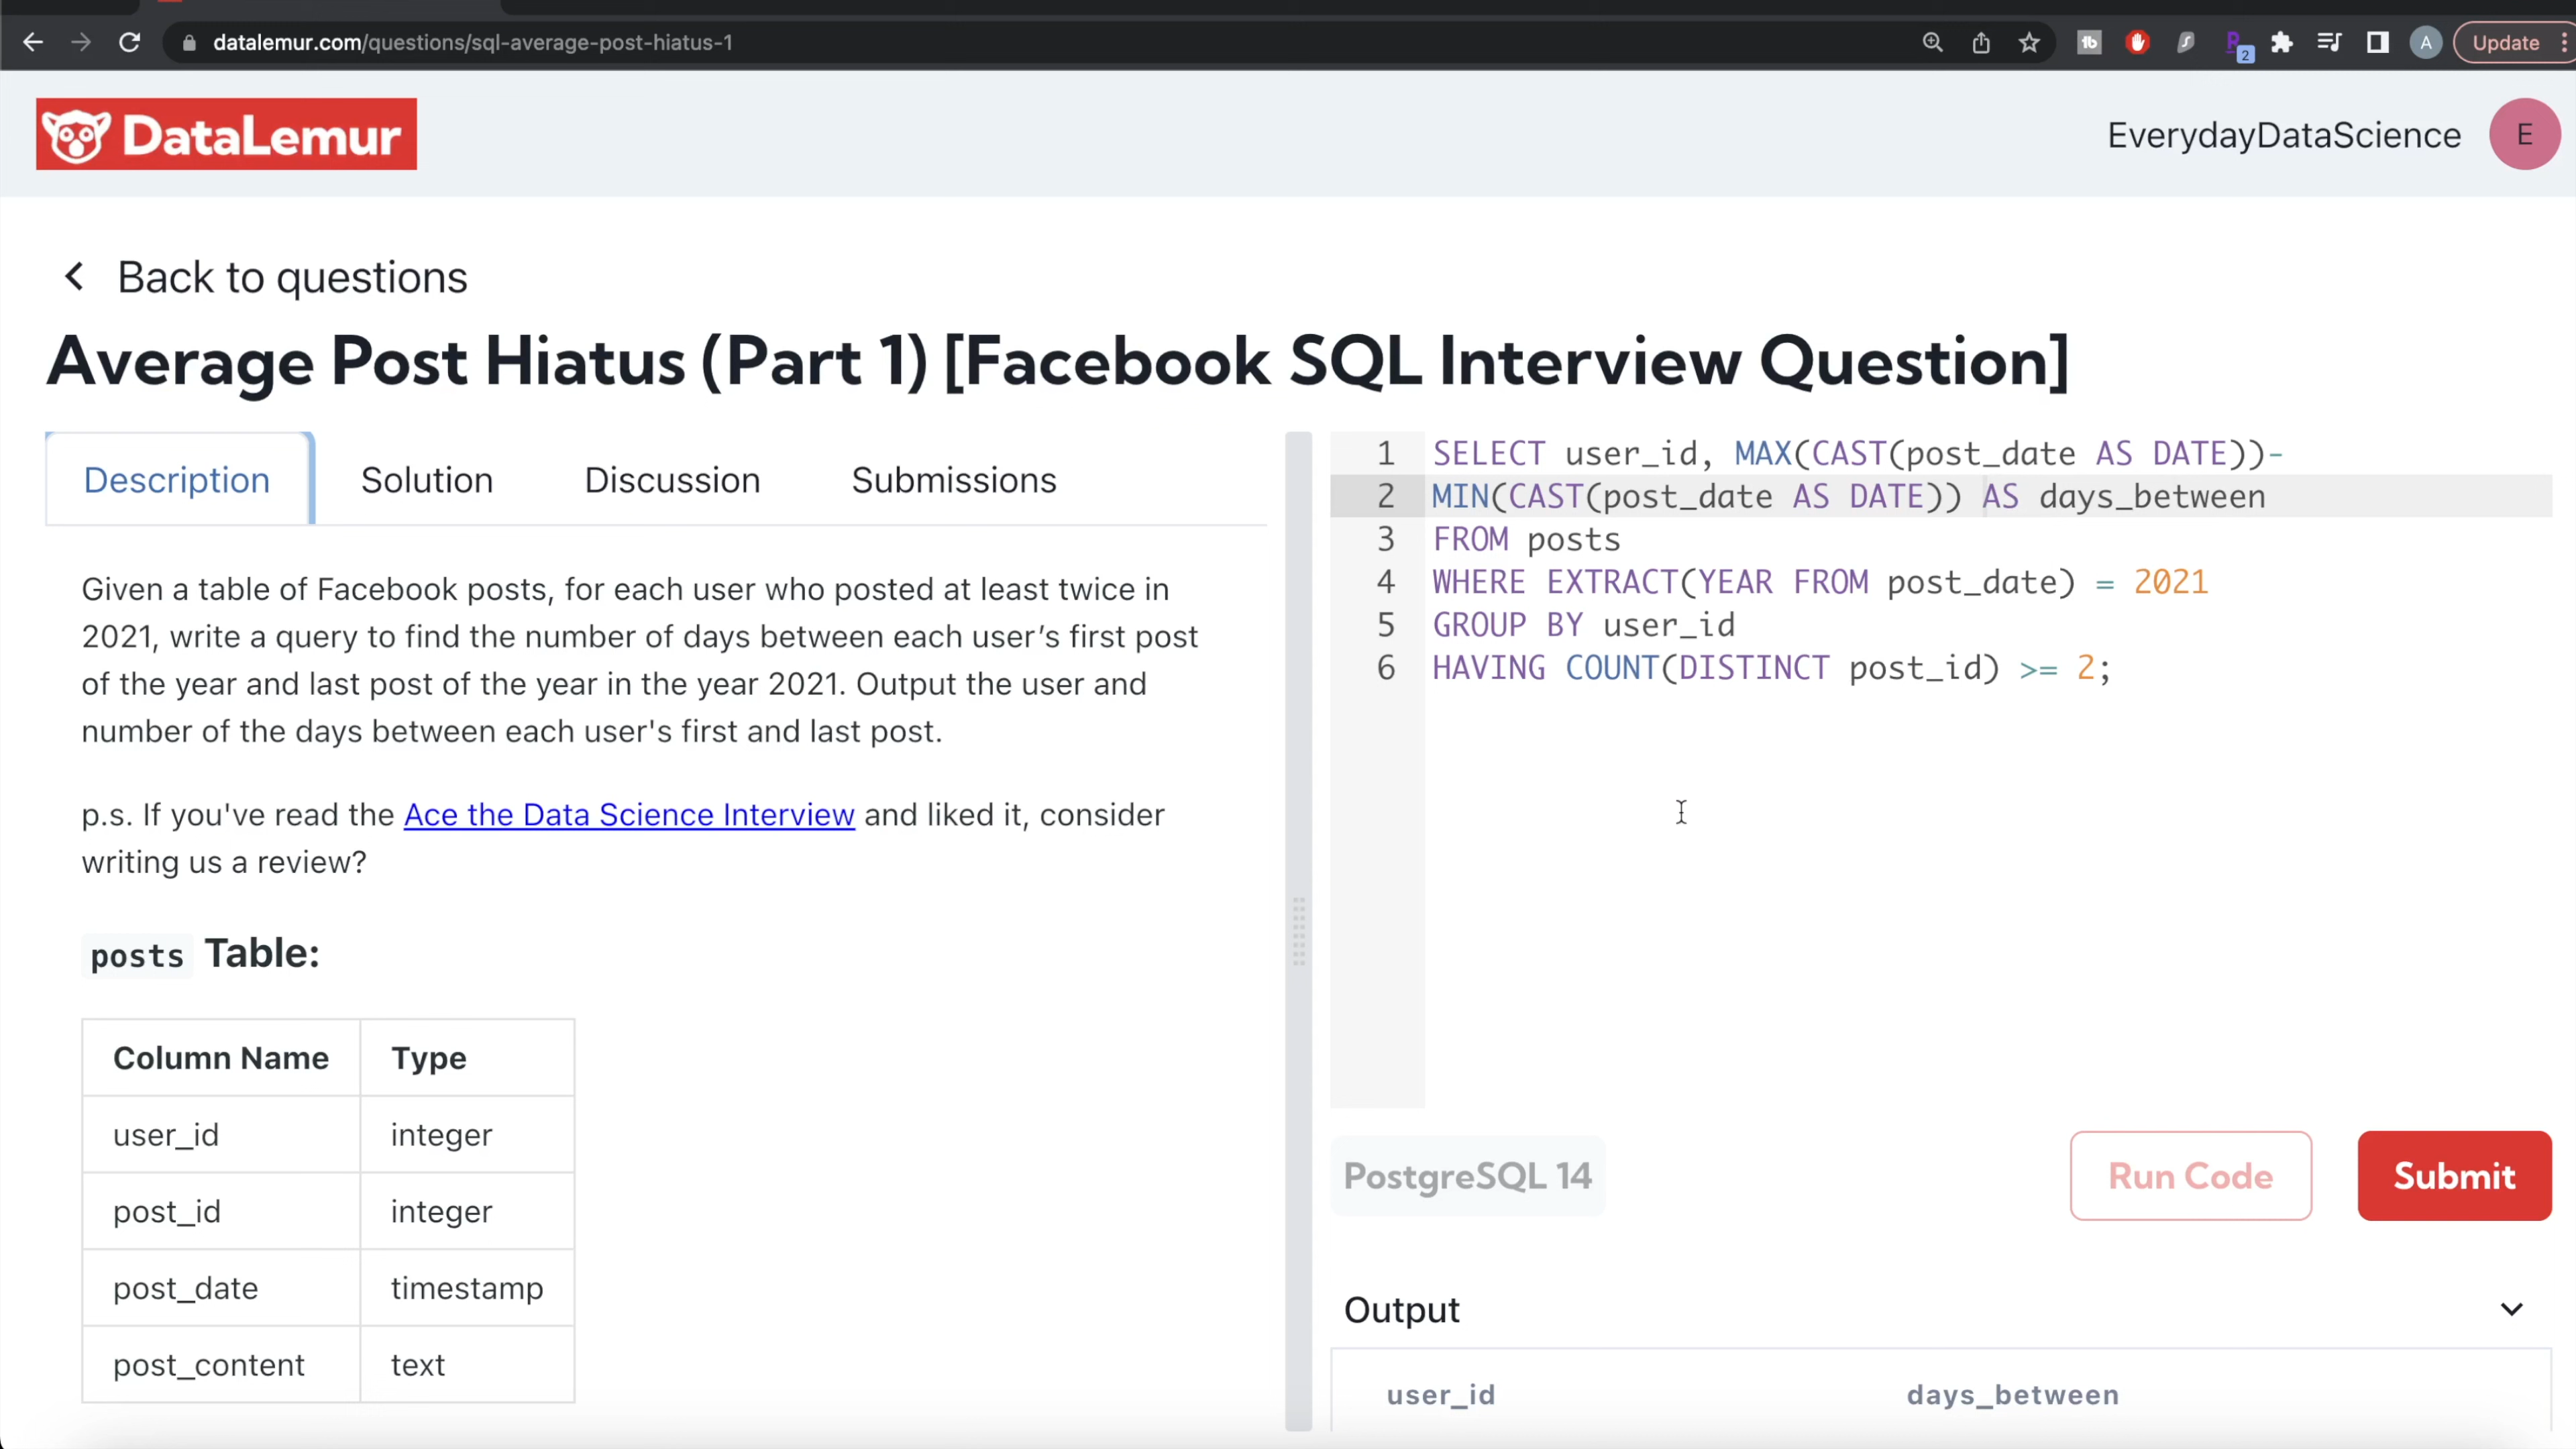 datalemur.com/questions/sql-average-post-hiatus-1
2
A
Update
DataLemur
EverydayDataScience
E
Back to questions
Average Post Hiatus (Part 1) [Facebook SQL Interview Question]
Description
Solution
Discussion
Submissions
Given a table of Facebook posts, for each user who posted at least twice in
2021, write a query to find the number of days between each user’s first post
of the year and last post of the year in the year 2021. Output the user and
number of the days between each user's first and last post.
p.s. If you've read the Ace the Data Science Interview and liked it, consider
writing us a review?
posts Table:
Column Name Type
user_id integer
post_id integer
post_date timestamp
post_content text
1 SELECT user_id, MAX(CAST(post_date AS DATE))-
2 MIN(CAST(post_date AS DATE)) AS days_between
3 FROM posts
4 WHERE EXTRACT(YEAR FROM post_date) = 2021
5 GROUP BY user_id
6 HAVING COUNT(DISTINCT post_id) >= 2;
PostgreSQL 14
Run Code
Submit
Output
user_id days_between